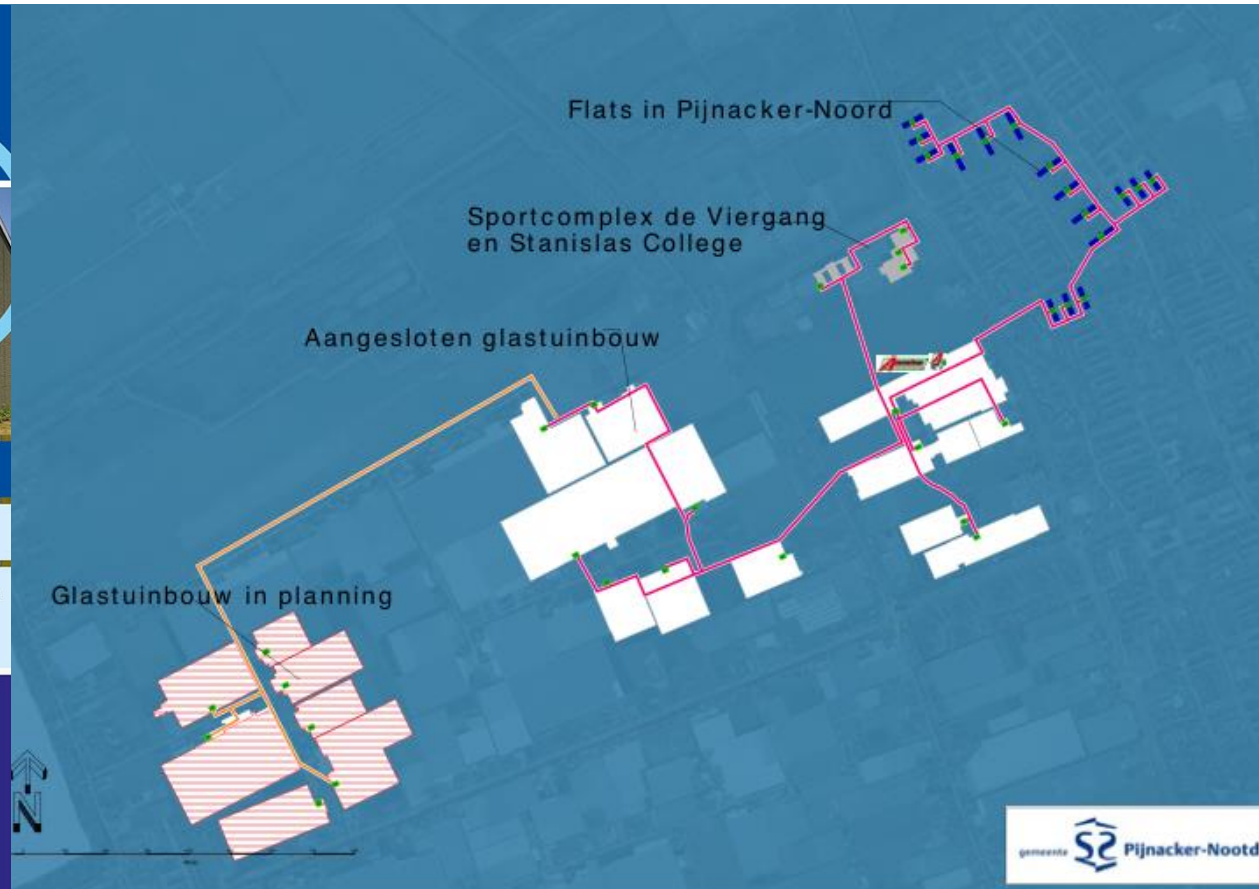 Flats in Pijnacker-Noord
Sportcomplex de Viergang
en Stanislas College
Aangesloten glastuinbouw
Glastuinbouw in planning
N
gemeente Pijnacker-Nootd